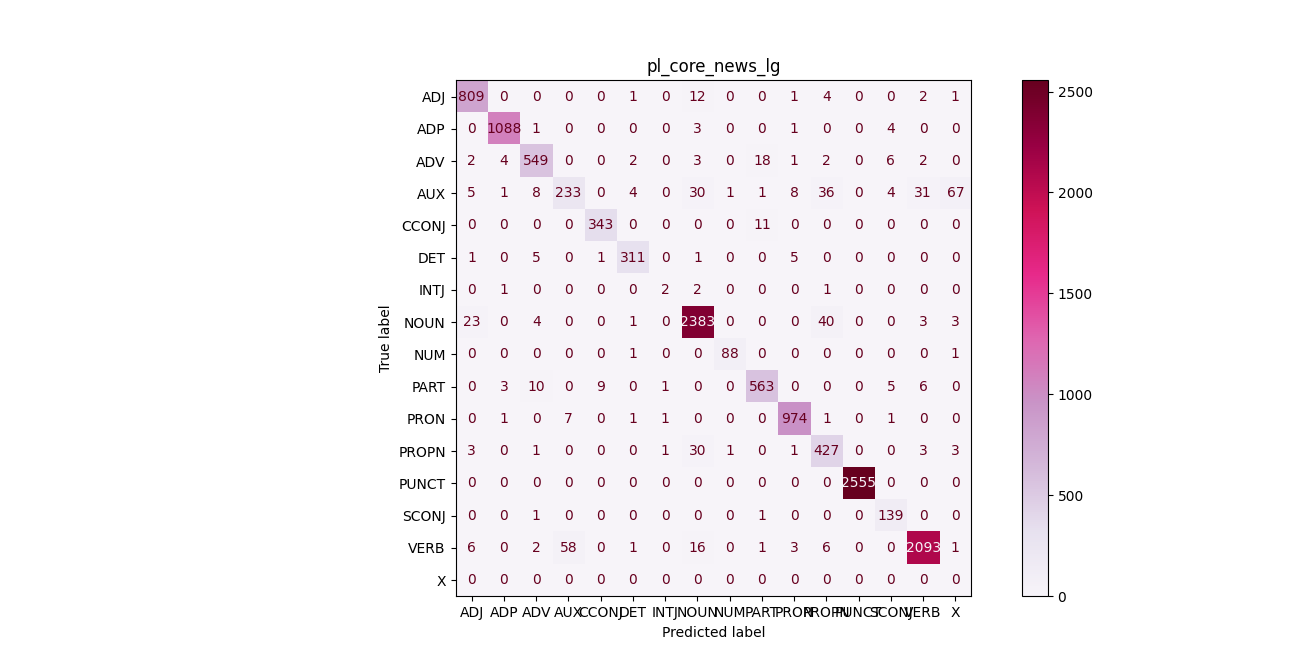 pl_core_news_lg
ADJ 809 0 0 0 0 1 0 12 0 0 1 4 0 0 2 1
ADP 0 1088 1 0 0 0 0 3 0 0 1 0 0 4 0 0
ADV 2 4 549 0 0 2 0 3 0 18 1 2 0 6 2 0
AUX 5 1 8 233 0 4 0 30 1 1 8 36 0 4 31 67
CCONJ 0 0 0 0 343 0 0 0 0 11 0 0 0 0 0 0
DET 1 0 5 0 1 311 0 1 0 0 5 0 0 0 0 0
INTJ 0 1 0 0 0 0 2 2 0 0 0 1 0 0 0 0
NOUN 23 0 4 0 0 1 0 2383 0 0 0 40 0 0 3 3
NUM 0 0 0 0 0 1 0 0 88 0 0 0 0 0 0 1
PART 0 3 10 0 9 0 1 0 0 563 0 0 0 5 6 0
PRON 0 1 0 7 0 1 1 0 0 0 974 1 0 1 0 0
PROPN 3 0 1 0 0 0 1 30 1 0 1 427 0 0 3 3
PUNCT 0 0 0 0 0 0 0 0 0 0 0 0 2555 0 0 0
SCONJ 0 0 1 0 0 0 0 0 0 1 0 0 0 139 0 0
VERB 6 0 2 58 0 1 0 16 0 1 3 6 0 0 2093 1
X 0 0 0 0 0 0 0 0 0 0 0 0 0 0 0 0
ADJ ADP ADV AUX CCONJ DET INTJ NOUN NUM PART PRON PROPN PUNCT SCONJ VERB X
Predicted label
True label
2500
2000
1500
1000
500
0